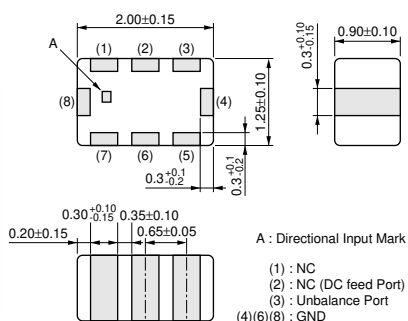 2.00±0.15
A
(1) (2) (3)
(8)
(4)
(7) (6) (5)
1.25±0.10
0.3+0.1-0.2
0.3+0.1-0.2
0.90±0.10
0.3+0.10-0.15
0.30+0.10-0.15
0.35±0.10
0.20±0.15
0.65±0.05
A : Directional Input Mark
(1) : NC
(2) : NC (DC feed Port)
(3) : Unbalance Port
(4)(6)(8) : GND